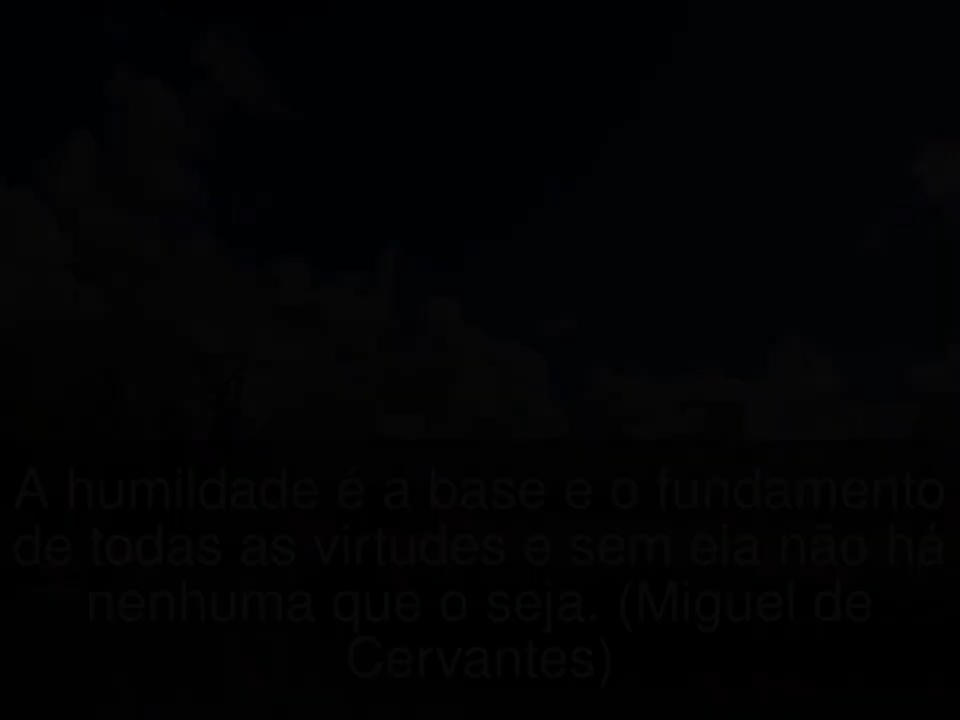 A humildade é a base e o fundamento
de todas as virtudes e sem ela não há
nenhuma que o seja. (Miguel de
Cervantes)